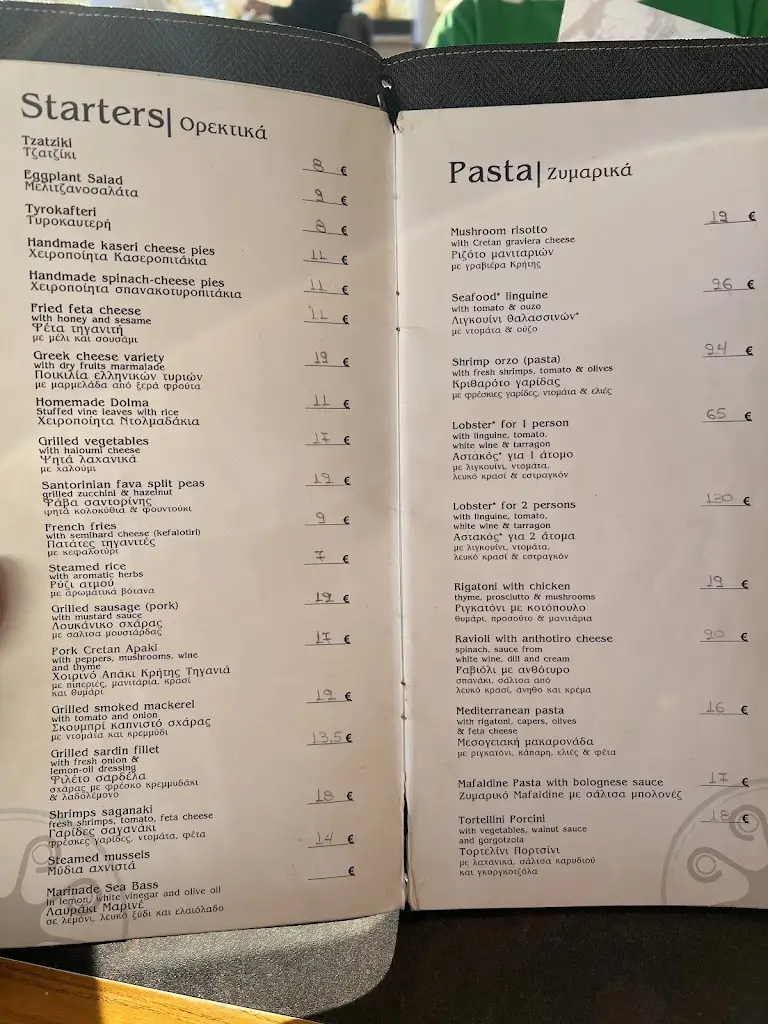 Starters| Ορεκτικά
Tzatziki
Τζατζίκι
8 €
Eggplant Salad
Μελιτζανοσαλάτα
9 €
Tyrokafteri
Τυροκαυτερή
8 €
Handmade kaseri cheese pies
Χειροποίητα Κασεροπιτάκια
11 €
Handmade spinach-cheese pies
Χειροποίητα σπανακοτυροπιτάκια
11 €
Fried feta cheese
with honey and sesame
Φέτα τηγανιτή
με μέλι και σουσάμι
11 €
Greek cheese variety
with dry fruits marmalade
Ποικιλία ελληνικών τυριών
με μαρμελάδα από ξερά φρούτα
19 €
Homemade Dolma
Stuffed vine leaves with rice
Χειροποίητα Ντολμαδάκια
11 €
Grilled vegetables
with haloumi cheese
Ψητά λαχανικά
με χαλούμι
17 €
Santorinian fava split peas
grilled zucchini & hazelnut
Φάβα σαντορίνης
ψητά κολοκύθια & φουντούκι
12 €
French fries
with semihard cheese (kefalotiri)
Πατάτες τηγανιτές
με κεφαλοτύρι
9 €
Steamed rice
with aromatic herbs
Ρύζι ατμού
με αρωματικά βότανα
7 €
Grilled sausage (pork)
with mustard sauce
Λουκάνικο σχάρας
με σάλτσα μουστάρδας
12 €
Pork Cretan Apaki
with peppers, mushrooms, wine
and thyme
Χοιρινό Απάκι Κρήτης Τηγανιά
με πιπεριές, μανιτάρια, κρασί
και θυμάρι
17 €
Grilled smoked mackerel
with tomato and onion
Σκουμπρί καπνιστό σχάρας
με ντομάτα και κρεμμύδι
12 €
Grilled sardin fillet
with fresh onion &
lemon-oil dressing
Φιλέτο σαρδέλα
σχάρας με φρέσκο κρεμμυδάκι
& λαδολέμονο
13,5 €
Shrimps saganaki
fresh shrimps, tomato, feta cheese
Γαρίδες σαγανάκι
φρέσκες γαρίδες, ντομάτα, φέτα
18 €
Steamed mussels
Μύδια αχνιστά
14 €
Marinade Sea Bass
in lemon, white vinegar and olive oil
Λαυράκι Μαρινέ
σε λεμόνι, λευκό ξύδι και ελαιόλαδο
€
Pasta| Ζυμαρικά
Mushroom risotto
with Cretan graviera cheese
Ριζότο μανιταριών
με γραβιέρα Κρήτης
19 €
Seafood* linguine
with tomato & ouzo
Λιγκουίνι θαλασσινών*
με ντομάτα & ούζο
26 €
Shrimp orzo (pasta)
with fresh shrimps, tomato & olives
Κριθαρότο γαρίδας
με φρέσκιες γαρίδες, ντομάτα & ελιές
24 €
Lobster* for 1 person
with linguine, tomato,
white wine & tarragon
Αστακός* για 1 άτομο
με λιγκουίνι, ντομάτα,
λευκό κρασί & εστραγκόν
65 €
Lobster* for 2 persons
with linguine, tomato,
white wine & tarragon
Αστακός* για 2 άτομα
με λιγκουίνι, ντομάτα,
λευκό κρασί & εστραγκόν
130 €
Rigatoni with chicken
thyme, prosciutto & mushrooms
Ριγκατόνι με κοτόπουλο
θυμάρι, προσούτο & μανιτάρια
19 €
Ravioli with anthotiro cheese
spinach, sauce from
white wine, dill and cream
Ραβιόλι με ανθότυρο
σπανάκι, σάλτσα από
λευκό κρασί, άνηθο και κρέμα
20 €
Mediterranean pasta
with rigatoni, capers, olives
& feta cheese
Μεσογειακή μακαρονάδα
με ριγκατόνι, κάπαρη, ελιές & φέτα
16 €
Mafaldine Pasta with bolognese sauce
Ζυμαρικό Mafaldine με σάλτσα μπολονέζ
17 €
Tortellini Porcini
with vegetables, walnut sauce
and gorgotzola
Τορτελίνι Πορτσίνι
με λαχανικά, σάλτσα καρυδιού
και γκοργκοτζόλα
18 €